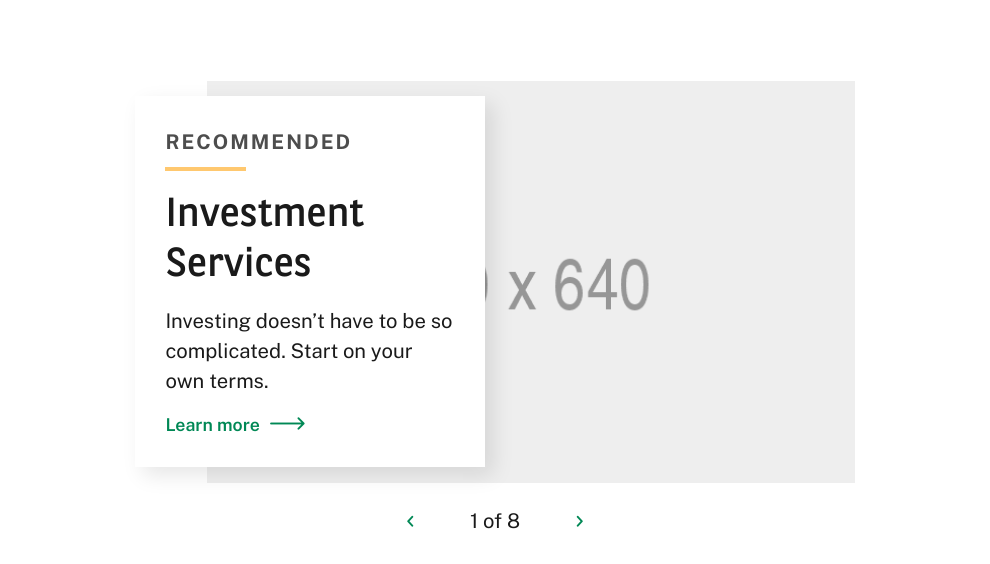 RECOMMENDED
Investment
Services
Investing doesn’t have to be so
complicated. Start on your
own terms.
Learn more
x 640
1 of 8